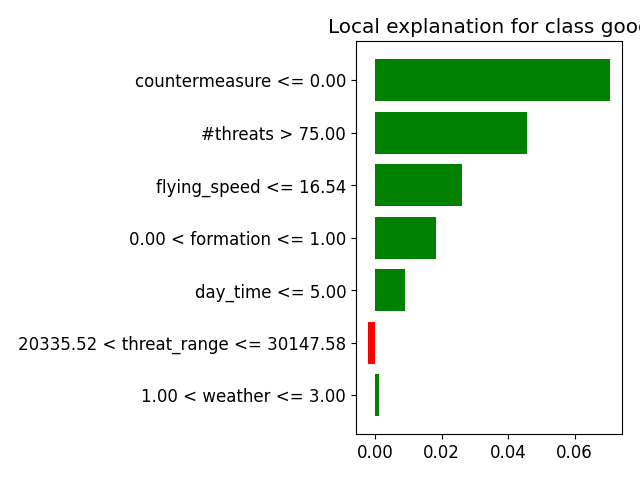 Local explanation for class goo
countermeasure <= 0.00
#threats > 75.00
flying_speed <= 16.54
0.00 < formation <= 1.00
day_time <= 5.00
20335.52 < threat_range <= 30147.58
1.00 < weather <= 3.00
0.00 0.02 0.04 0.06